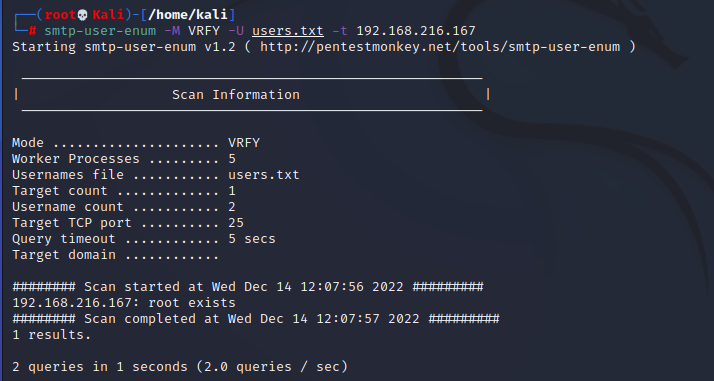 ┌──(root💀Kali)-[/home/kali]
└─# smtp-user-enum -M VRFY -U users.txt -t 192.168.216.167
Starting smtp-user-enum v1.2 ( http://pentestmonkey.net/tools/smtp-user-enum )
|                   Scan Information                       |
Mode ..................... VRFY
Worker Processes ......... 5
Usernames file ........... users.txt
Target count ............. 1
Username count ........... 2
Target TCP port .......... 25
Query timeout ............ 5 secs
Target domain ............
######## Scan started at Wed Dec 14 12:07:56 2022 #########
192.168.216.167: root exists
######## Scan completed at Wed Dec 14 12:07:57 2022 #########
1 results.
2 queries in 1 seconds (2.0 queries / sec)